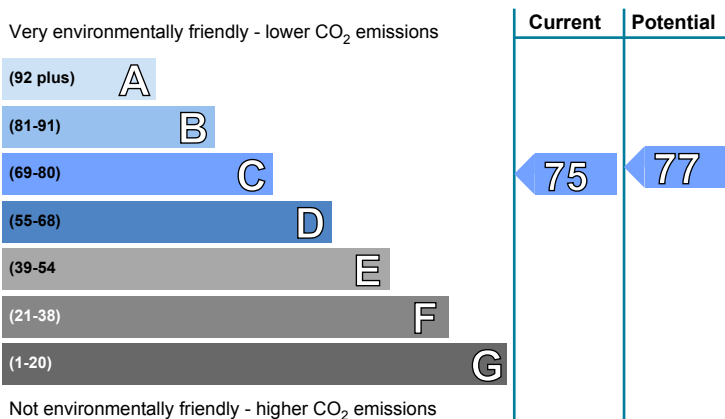 Very environmentally friendly - lower CO₂ emissions
Current
Potential
(92 plus) A
(81-91) B
(69-80) C
75
77
(55-68) D
(39-54 E
(21-38) F
(1-20) G
Not environmentally friendly - higher CO₂ emissions